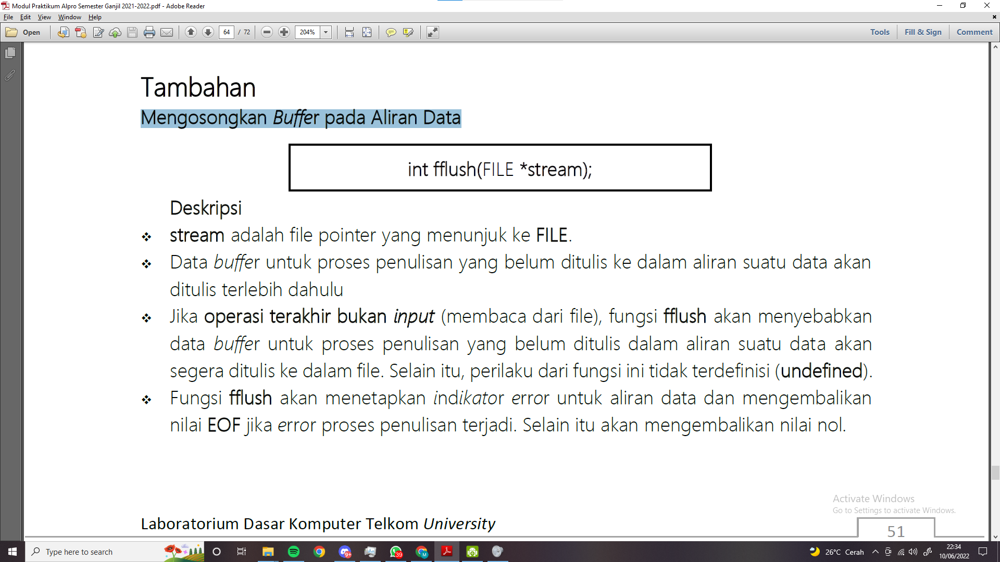 Modul Praktikum Alpro Semester Ganjil 2021-2022.pdf - Adobe Reader
File Edit View Window Help
Open 64 / 72 204% Tools Fill & Sign Comment
Tambahan
Mengosongkan Buffer pada Aliran Data
int fflush(FILE *stream);
Deskripsi
❖ stream adalah file pointer yang menunjuk ke FILE.
❖ Data buffer untuk proses penulisan yang belum ditulis ke dalam aliran suatu data akan
ditulis terlebih dahulu
❖ Jika operasi terakhir bukan input (membaca dari file), fungsi fflush akan menyebabkan
data buffer untuk proses penulisan yang belum ditulis dalam aliran suatu data akan
segera ditulis ke dalam file. Selain itu, perilaku dari fungsi ini tidak terdefinisi (undefined).
❖ Fungsi fflush akan menetapkan indikator error untuk aliran data dan mengembalikan
nilai EOF jika error proses penulisan terjadi. Selain itu akan mengembalikan nilai nol.
Activate Windows
Go to Settings to activate Windows.
Laboratorium Dasar Komputer Telkom University
51
Type here to search 9+ 39 M 26°C Cerah 22:34
10/06/2022